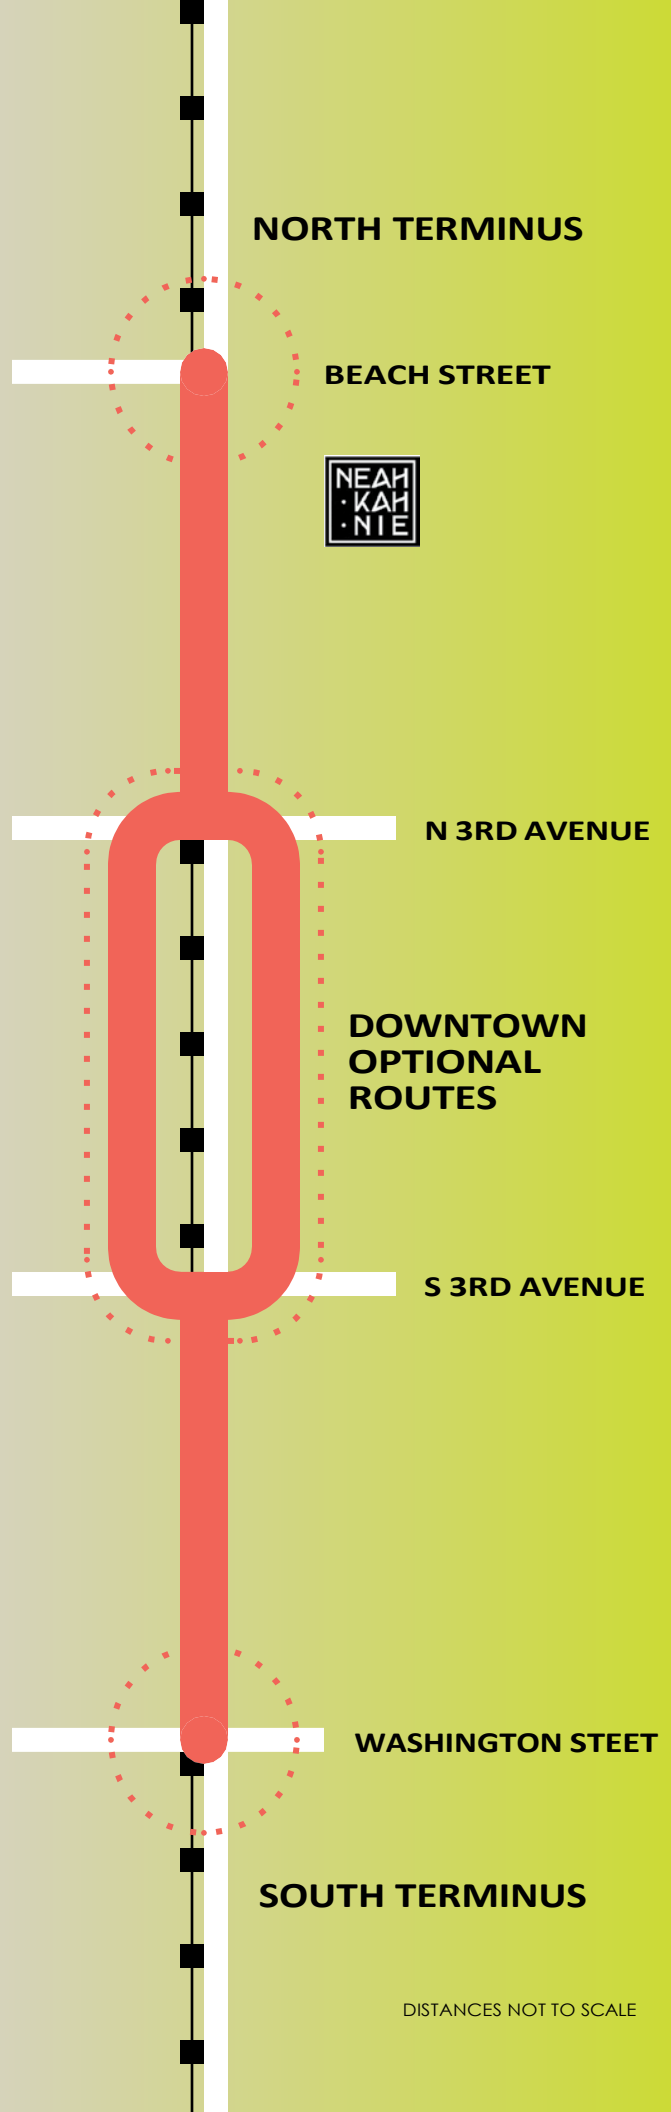 NORTH TERMINUS
BEACH STREET
NEAH
·KAH
·NIE
N 3RD AVENUE
DOWNTOWN
OPTIONAL
ROUTES
S 3RD AVENUE
WASHINGTON STEET
SOUTH TERMINUS
DISTANCES NOT TO SCALE